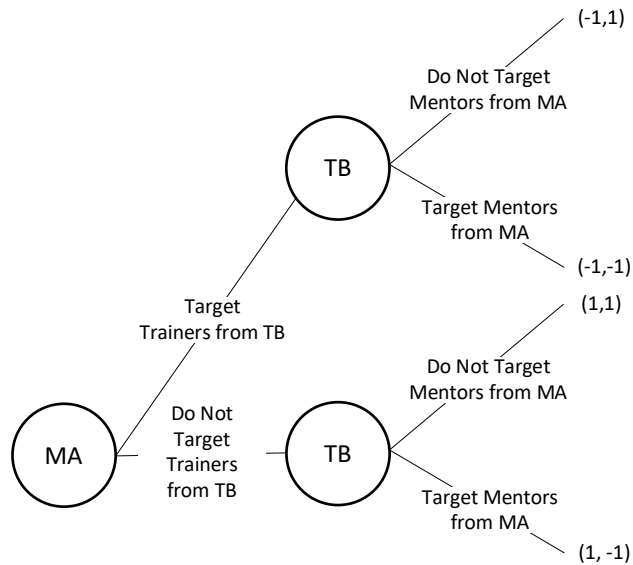 (-1,1)
Do Not Target
Mentors from MA
TB
Target Mentors
from MA
(-1,-1)
Target
Trainers from TB
(1,1)
Do Not Target
Mentors from MA
Do Not
Target
Trainers
from TB
MA
TB
Target Mentors
from MA
(1, -1)